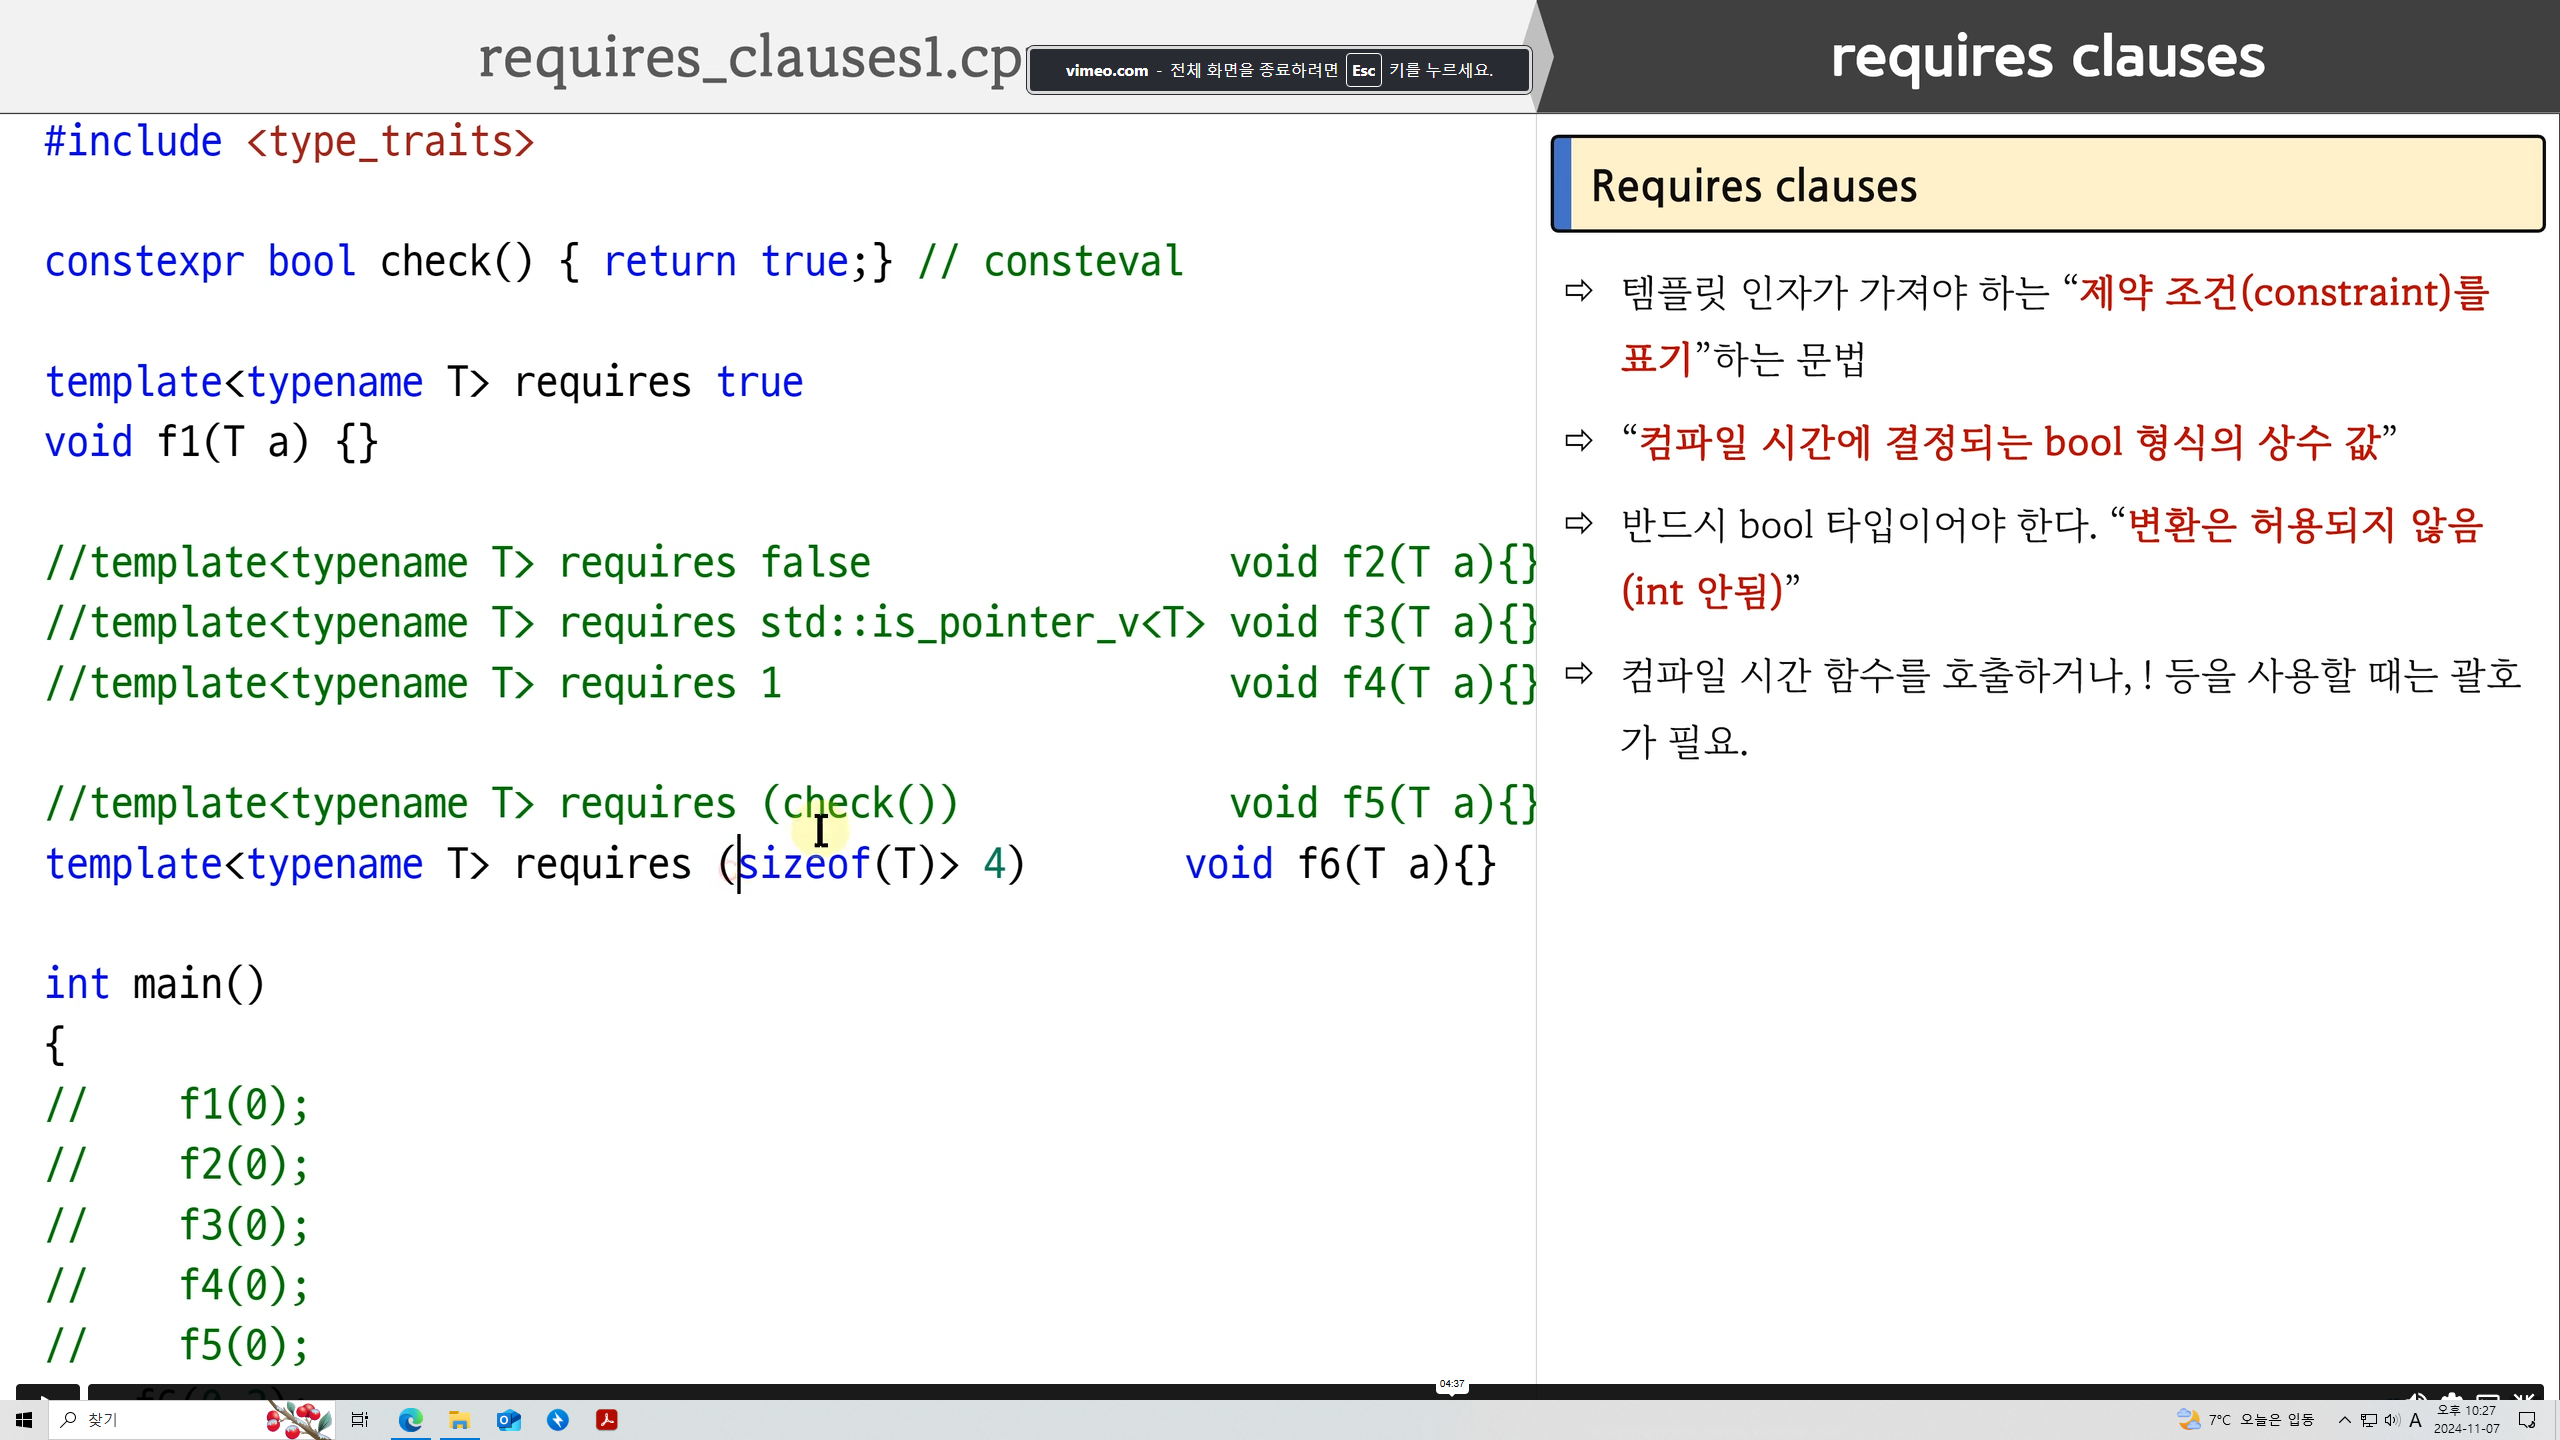 requires_clauses1.cp
vimeo.com - 전체 화면을 종료하려면 Esc 키를 누르세요.
requires clauses
#include <type_traits>
constexpr bool check() { return true;} // consteval
template<typename T> requires true
void f1(T a) {}
//template<typename T> requires false void f2(T a){}
//template<typename T> requires std::is_pointer_v<T> void f3(T a){}
//template<typename T> requires 1 void f4(T a){}
//template<typename T> requires (check()) void f5(T a){}
template<typename T> requires (sizeof(T)> 4) void f6(T a){}
int main()
{
// f1(0);
// f2(0);
// f3(0);
// f4(0);
// f5(0);
Requires clauses
⇨ 템플릿 인자가 가져야 하는 “제약 조건(constraint)를
표기”하는 문법
⇨ “컴파일 시간에 결정되는 bool 형식의 상수 값”
⇨ 반드시 bool 타입이어야 한다. “변환은 허용되지 않음
(int 안됨)”
⇨ 컴파일 시간 함수를 호출하거나, ! 등을 사용할 때는 괄호
가 필요.
04:37
찾기
7°C 오늘은 입동
A
오후 10:27
2024-11-07